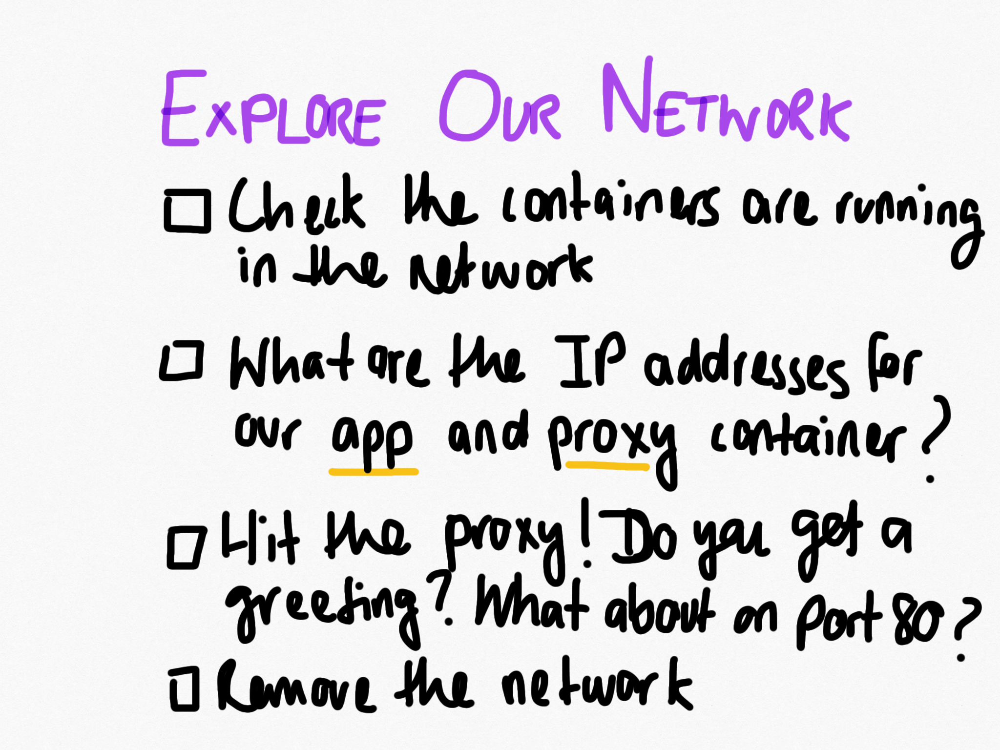 EXPLORE OUR NETWORK
Check the containers are running
in the network
What are the IP addresses for
our app and proxy container?
Hit the proxy! Do you get a
greeting? What about on port 80?
Remove the network